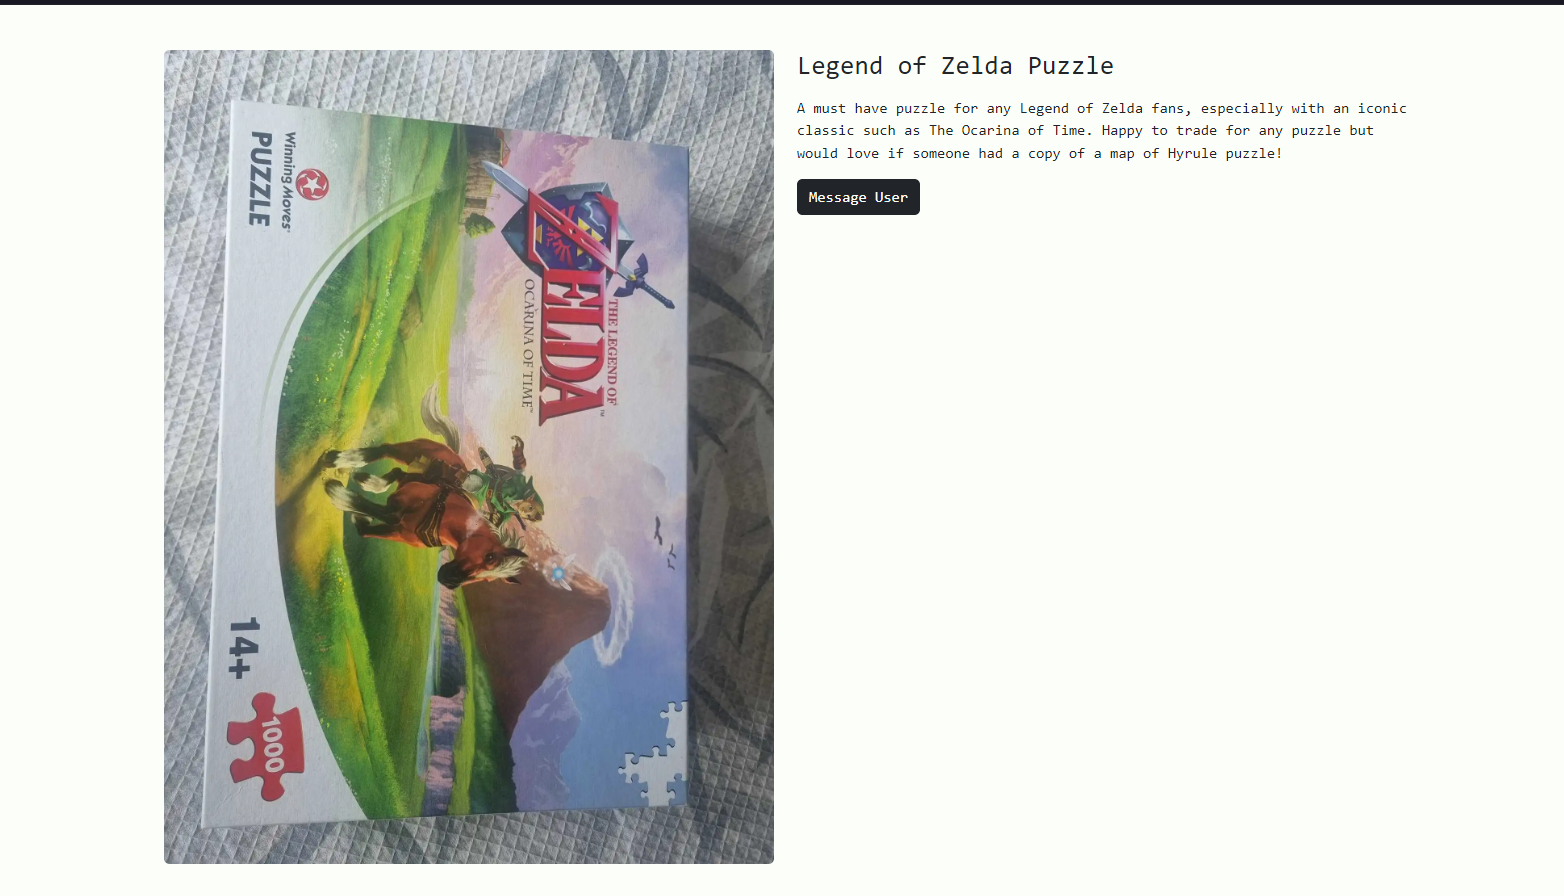 Legend of Zelda Puzzle
A must have puzzle for any Legend of Zelda fans, especially with an iconic
classic such as The Ocarina of Time. Happy to trade for any puzzle but
would love if someone had a copy of a map of Hyrule puzzle!
Message User
Winning Moves
PUZZLE
THE LEGEND OF
ZELDA™
OCARINA OF TIME™
14+
1000